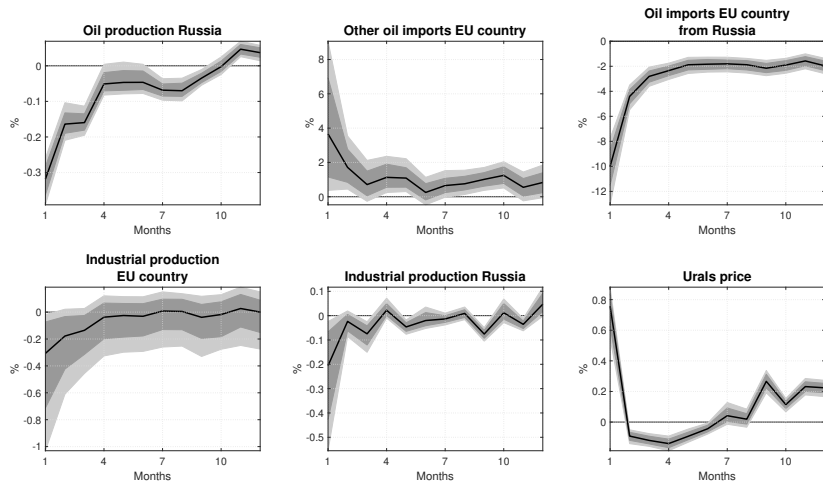 Oil production Russia
0
-0.1
-0.2
-0.3
%
1 4 7 10
Months
Other oil imports EU country
8
6
4
2
0
%
1 4 7 10
Months
Oil imports EU country
from Russia
0
-2
-4
-6
-8
-10
-12
%
1 4 7 10
Months
Industrial production
EU country
0
-0.2
-0.4
-0.6
-0.8
-1
%
1 4 7 10
Months
Industrial production Russia
0.1
0
-0.1
-0.2
-0.3
-0.4
-0.5
%
1 4 7 10
Months
Urals price
0.8
0.6
0.4
0.2
0
%
1 4 7 10
Months